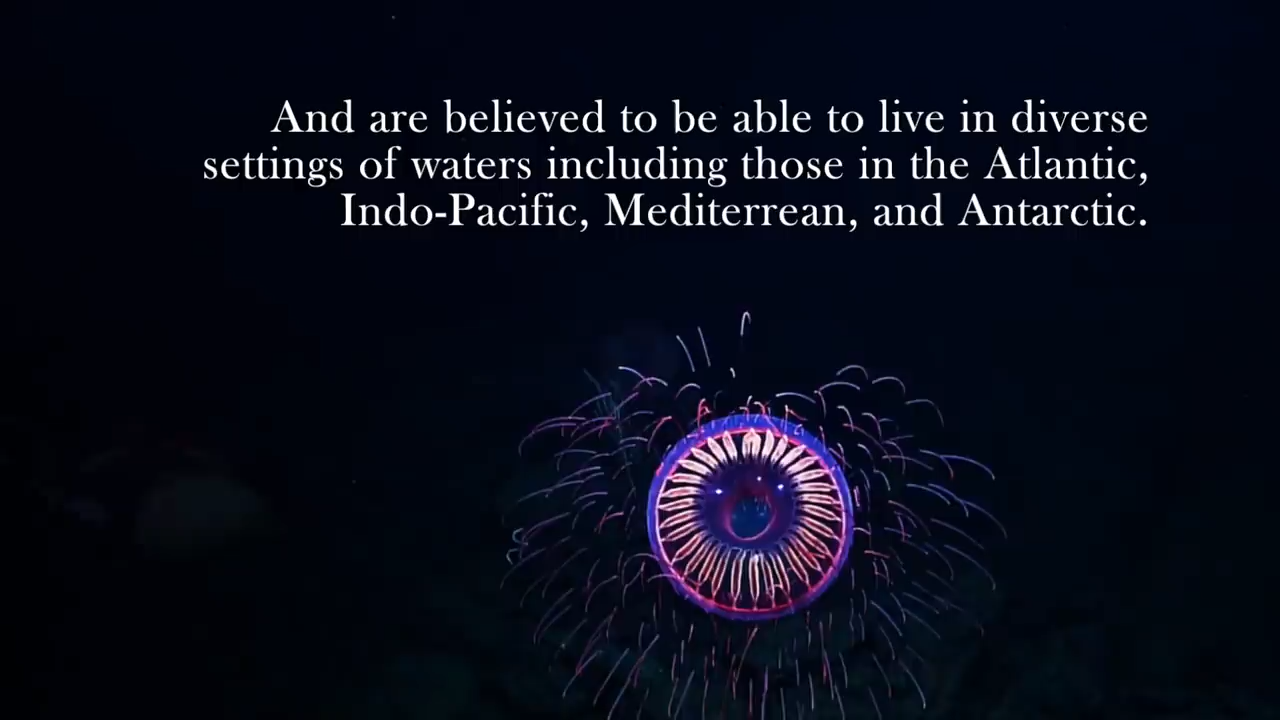 And are believed to be able to live in diverse
settings of waters including those in the Atlantic,
Indo-Pacific, Mediterrean, and Antarctic.